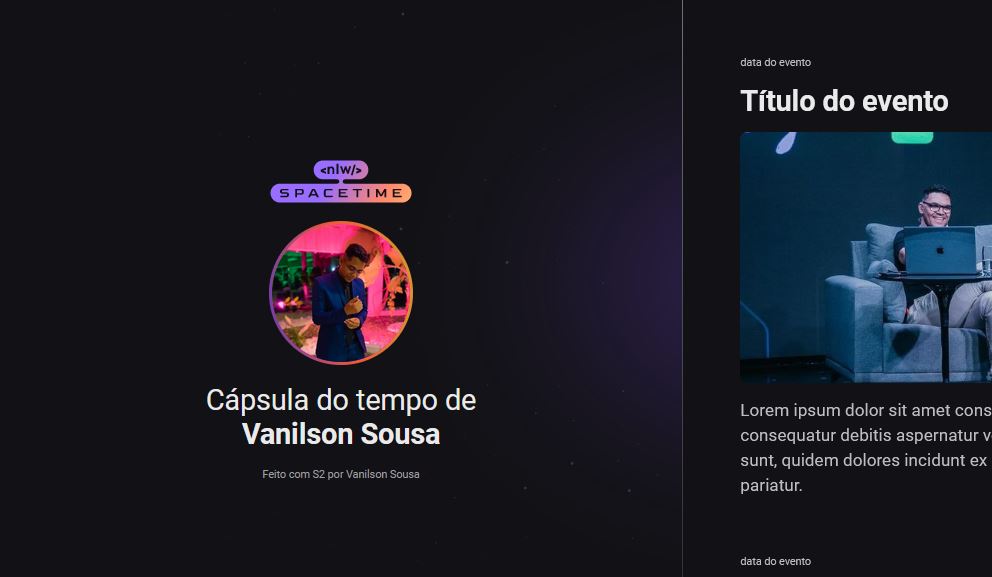 <nlw/>
SPACETIME
Cápsula do tempo de
Vanilson Sousa
Feito com S2 por Vanilson Sousa
data do evento
Título do evento
Lorem ipsum dolor sit amet cons
consequatur debitis aspernatur v
sunt, quidem dolores incidunt ex
pariatur.
data do evento